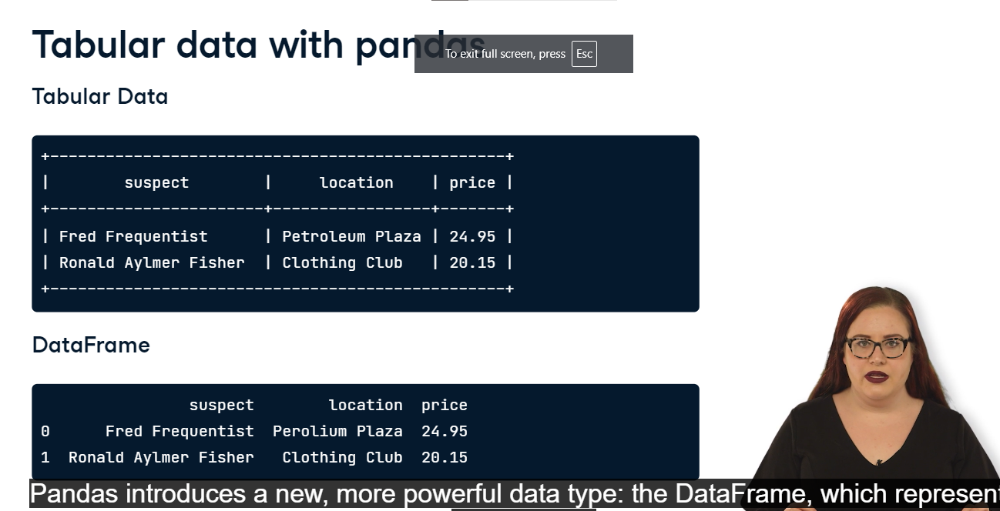 Tabular data with pandas
To exit full screen, press Esc
Tabular Data
+-------------------------------------------------+
|        suspect        |     location    | price |
+-----------------------+-----------------+-------+
| Fred Frequentist      | Petroleum Plaza | 24.95 |
| Ronald Aylmer Fisher  | Clothing Club   | 20.15 |
+-------------------------------------------------+
DataFrame
                suspect        location  price
0      Fred Frequentist  Perolium Plaza  24.95
1  Ronald Aylmer Fisher   Clothing Club  20.15
Pandas introduces a new, more powerful data type: the DataFrame, which represent